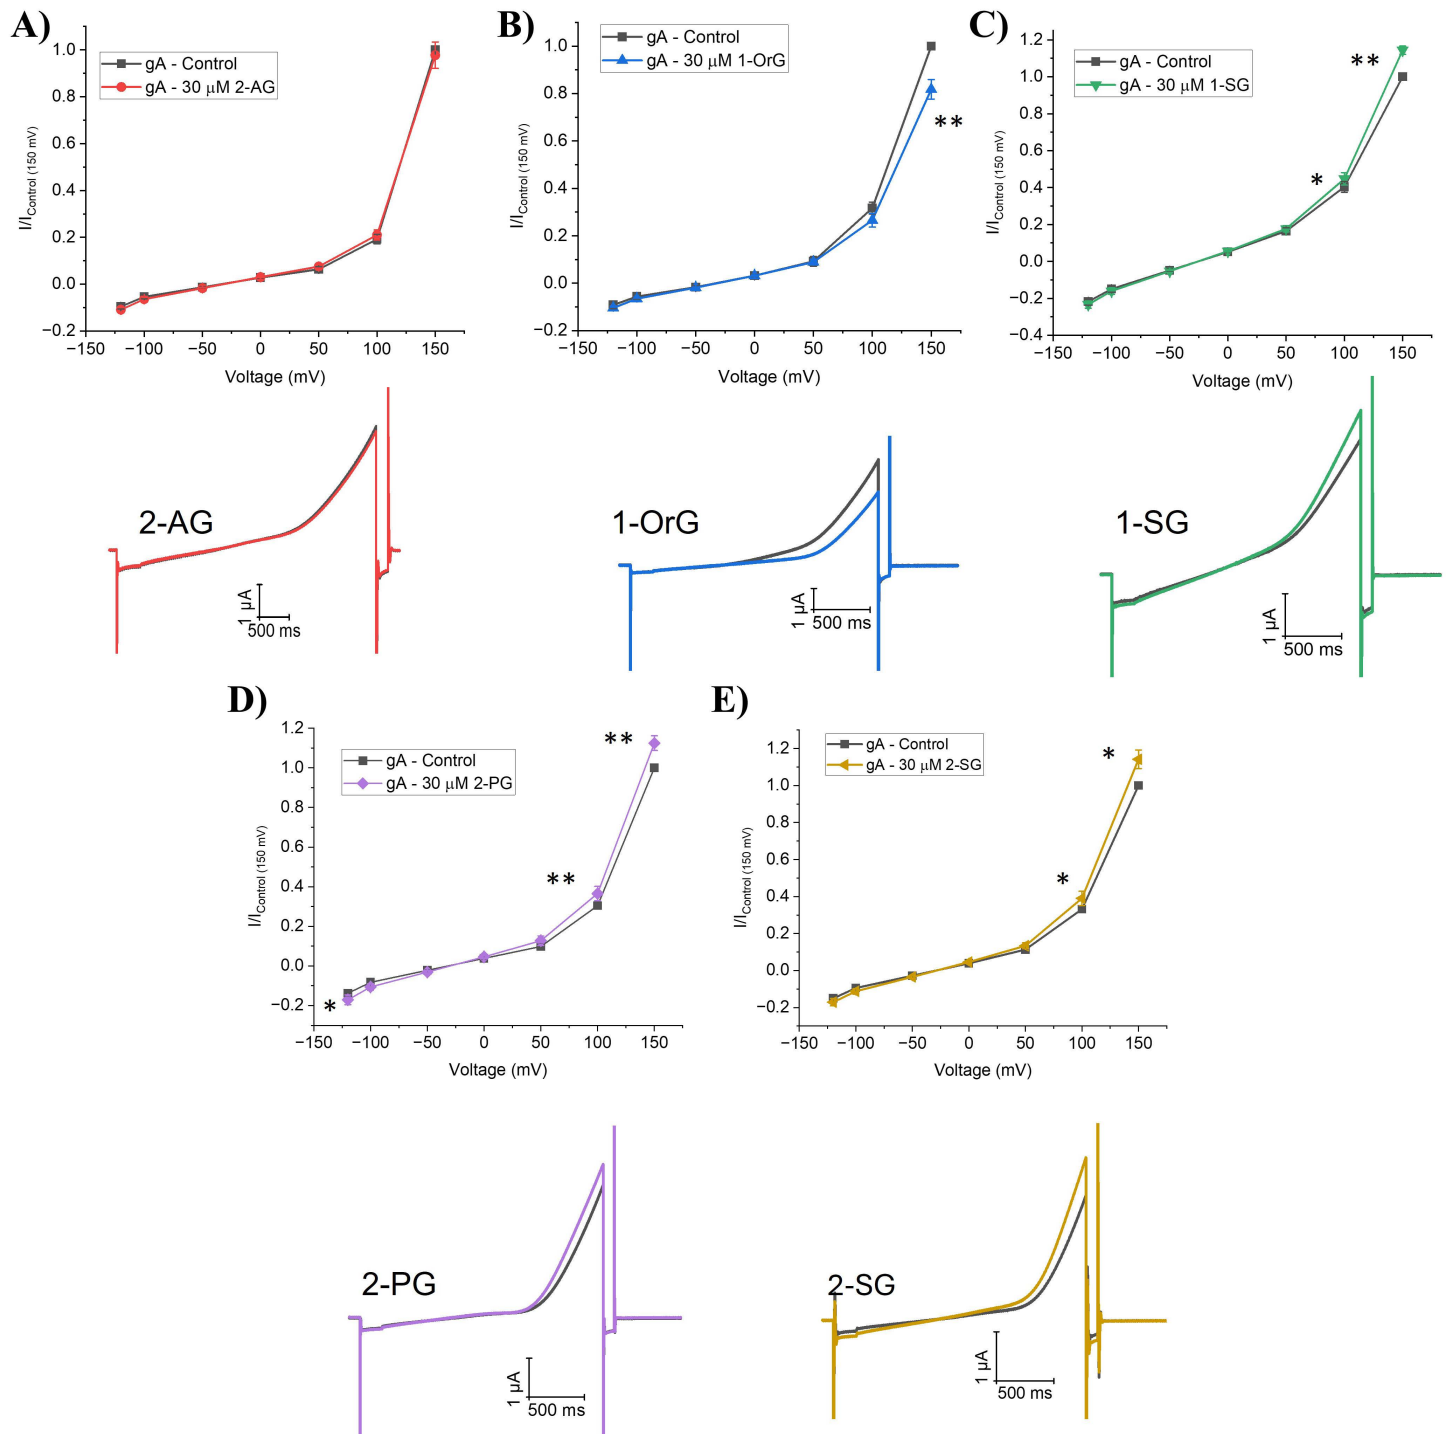 A)
gA - Control
gA - 30 μM 2-AG
I/I Control (150 mV)
1.0
0.8
0.6
0.4
0.2
0.0
−0.2
−150 −100 −50 0 50 100 150
Voltage (mV)
2-AG
1 μA
500 ms
B)
gA - Control
gA - 30 μM 1-OrG
**
I/I Control (150 mV)
1.0
0.8
0.6
0.4
0.2
0.0
−0.2
−150 −100 −50 0 50 100 150
Voltage (mV)
1-OrG
1 μA
500 ms
C)
gA - Control
gA - 30 μM 1-SG
**
*
I/I Control (150 mV)
1.2
1.0
0.8
0.6
0.4
0.2
0.0
−0.2
−0.4
−150 −100 −50 0 50 100 150
Voltage (mV)
1-SG
1 μA
500 ms
D)
gA - Control
gA - 30 μM 2-PG
**
**
*
I/I Control (150 mV)
1.2
1.0
0.8
0.6
0.4
0.2
0.0
−0.2
−150 −100 −50 0 50 100 150
Voltage (mV)
2-PG
1 μA
500 ms
E)
gA - Control
gA - 30 μM 2-SG
*
*
I/I Control (150 mV)
1.2
1.0
0.8
0.6
0.4
0.2
0.0
−0.2
−150 −100 −50 0 50 100 150
Voltage (mV)
2-SG
1 μA
500 ms